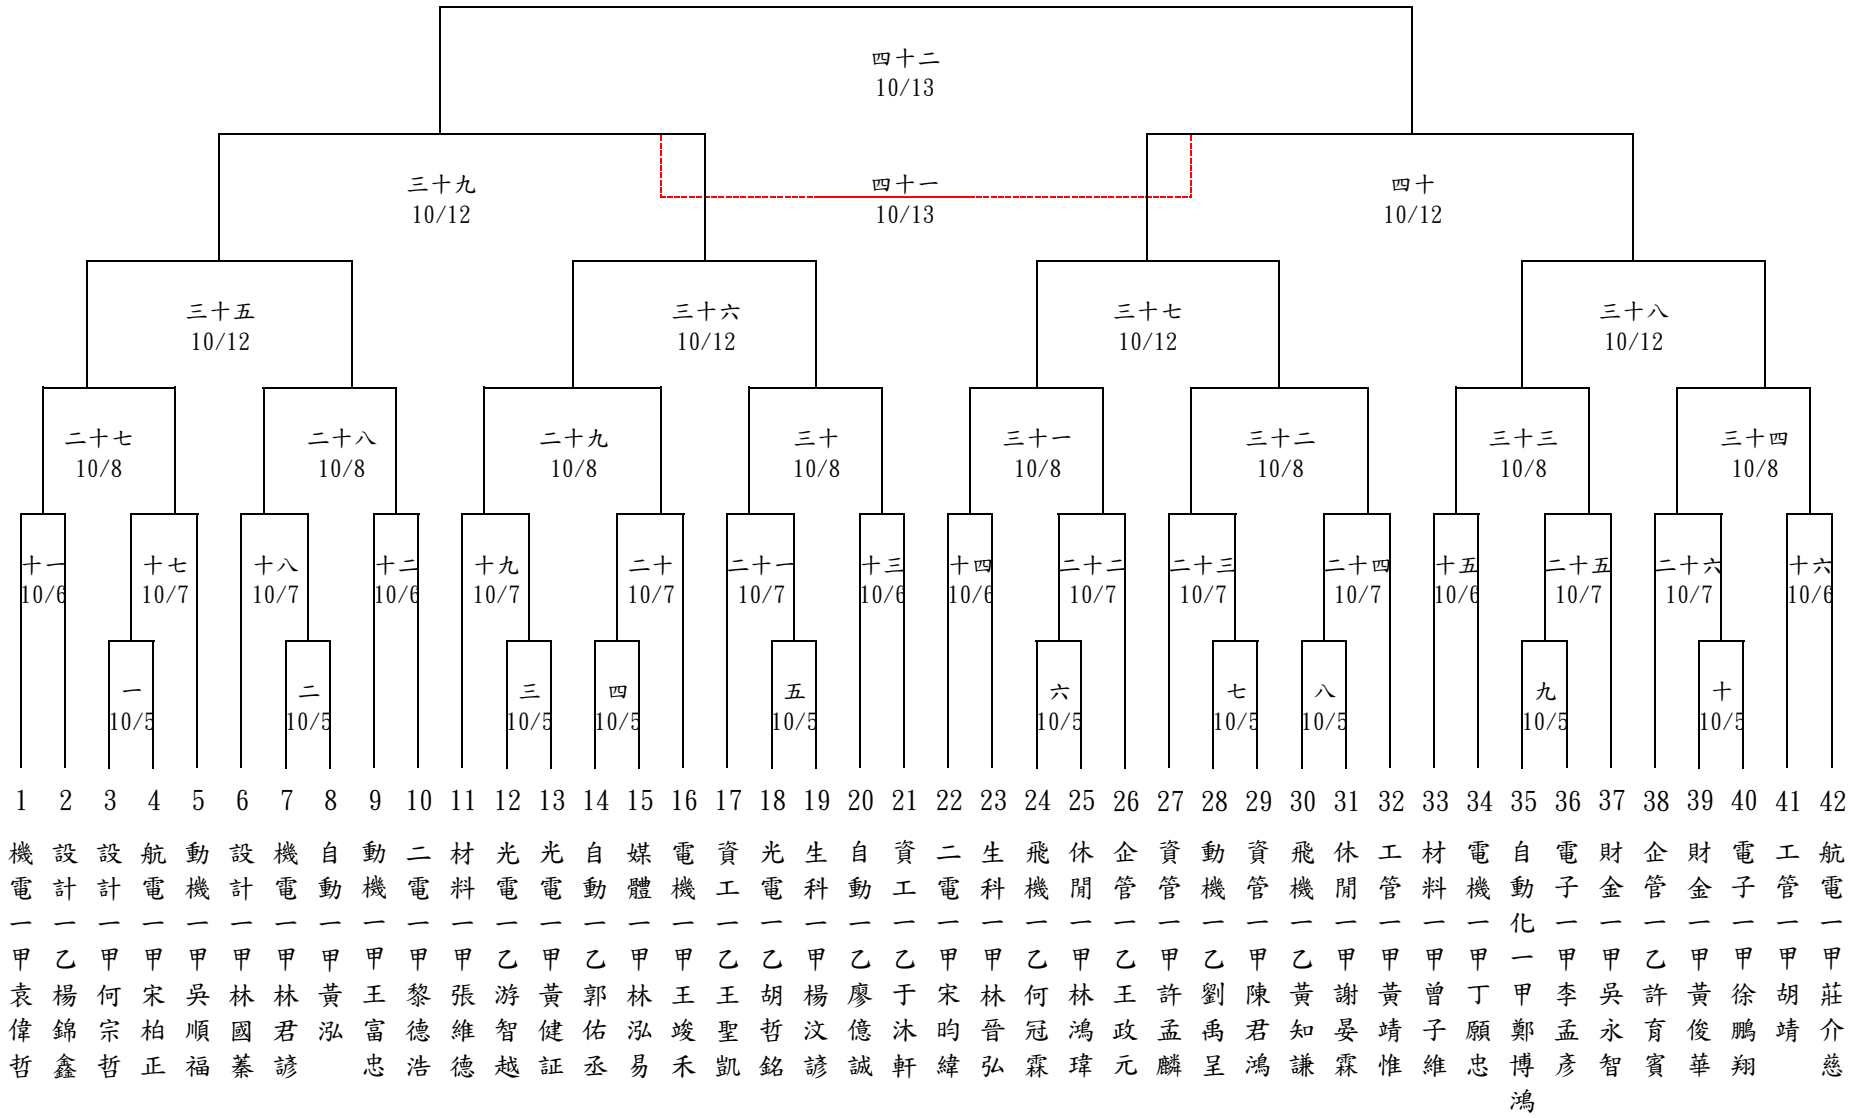 四十二
10/13
三十九
10/12
四十一
10/13
四十
10/12
三十五
10/12
三十六
10/12
三十七
10/12
三十八
10/12
二十七
10/8
二十八
10/8
二十九
10/8
三十
10/8
三十一
10/8
三十二
10/8
三十三
10/8
三十四
10/8
十一
10/6
十七
10/7
十八
10/7
十二
10/6
十九
10/7
二十
10/7
二十一
10/7
十三
10/6
十四
10/6
二十二
10/7
二十三
10/7
二十四
10/7
十五
10/6
二十五
10/7
二十六
10/7
十六
10/6
一
10/5
二
10/5
三
10/5
四
10/5
五
10/5
六
10/5
七
10/5
八
10/5
九
10/5
十
10/5
1
機電一甲袁偉哲
2
設計一乙楊錦鑫
3
設計一甲何宗哲
4
航電一甲宋柏正
5
動機一甲吳順福
6
設計一甲林國蓁
7
機電一甲林君諺
8
自動一甲黃泓
9
動機一甲王富忠
10
二電一甲黎德浩
11
材料一甲張維德
12
光電一乙游智越
13
光電一甲黃健証
14
自動一乙郭佑丞
15
媒體一甲林泓易
16
電機一甲王竣禾
17
資工一乙王聖凱
18
光電一乙胡哲銘
19
生科一甲楊汶諺
20
自動一乙廖億誠
21
資工一乙于沐軒
22
二電一甲宋昀緯
23
生科一甲林晉弘
24
飛機一乙何冠霖
25
休閒一甲林鴻瑋
26
企管一乙王政元
27
資管一甲許孟麟
28
動機一乙劉禹呈
29
資管一甲陳君鴻
30
飛機一乙黃知謙
31
休閒一甲謝晏霖
32
工管一甲黃靖惟
33
材料一甲曾子維
34
電機一甲丁願忠
35
自動化一甲鄭博鴻
36
電子一甲李孟彥
37
財金一甲吳永智
38
企管一乙許育賓
39
財金一甲黃俊華
40
電子一甲徐鵬翔
41
工管一甲胡靖
42
航電一甲莊介慈